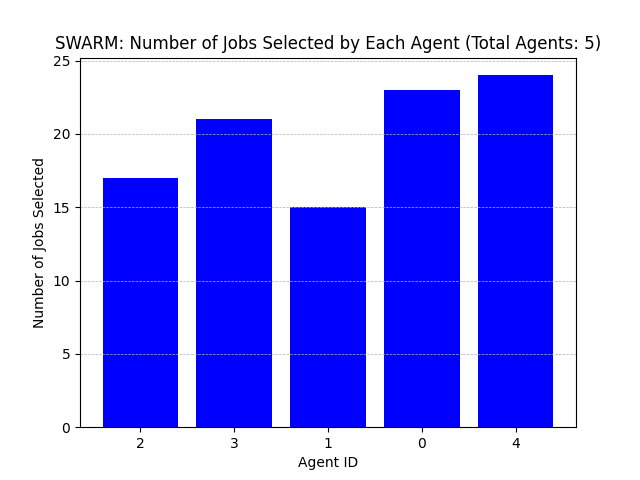 SWARM: Number of Jobs Selected by Each Agent (Total Agents: 5)
25
20
15
10
5
0
Number of Jobs Selected
2 3 1 0 4
Agent ID